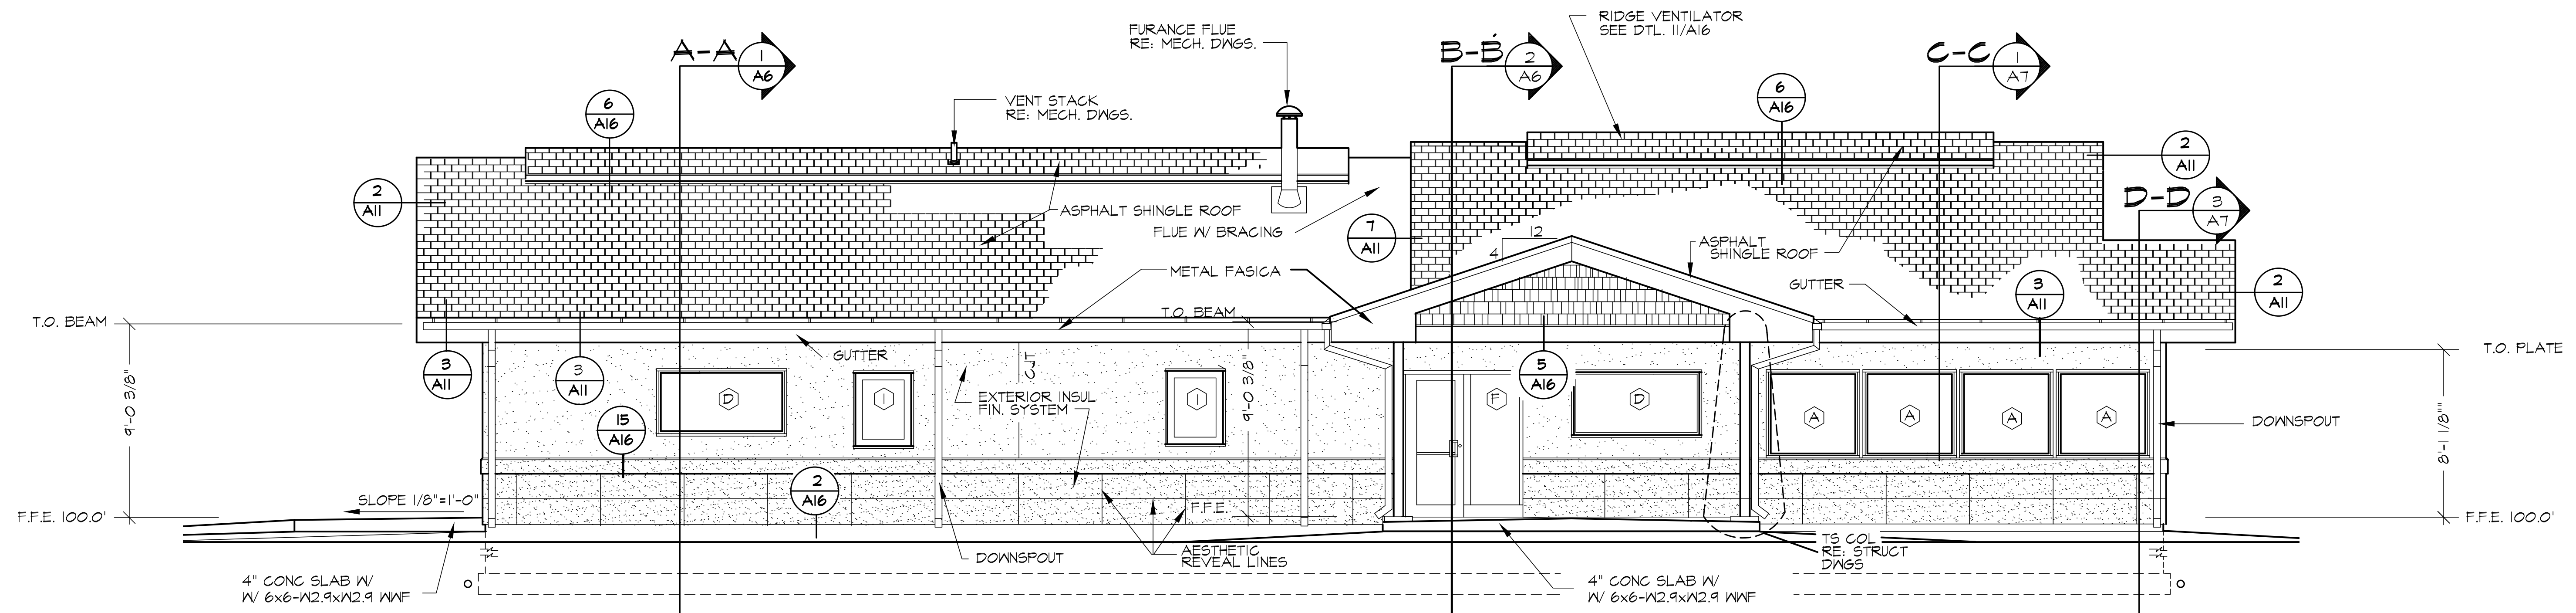 RIDGE VENTILATOR
SEE DTL. 11/A16
FURANCE FLUE
RE: MECH. DWGS.
A-A
1
A6
B-B
2
A6
C-C
1
A7
VENT STACK
RE: MECH. DWGS.
6
A16
6
A16
2
A11
2
A11
D-D
3
A7
ASPHALT SHINGLE ROOF
FLUE W/ BRACING
7
A11
12
4
ASPHALT
SHINGLE ROOF
METAL FASICA
GUTTER
3
A11
2
A11
T.O. BEAM
T.O. BEAM
GUTTER
CJ
T.O. PLATE
3
A11
3
A11
5
A16
9'-0 3/8"
EXTERIOR INSUL
FIN. SYSTEM
9'-0 3/8"
D
1
1
F
D
A
A
A
A
DOWNSPOUT
8'-1 1/8"
15
A16
2
A16
SLOPE 1/8"=1'-0"
F.F.E. 100.0'
F.F.E.
F.F.E. 100.0'
DOWNSPOUT
AESTHETIC
REVEAL LINES
TS COL
RE: STRUCT
DWGS
4" CONC SLAB W/
W/ 6x6-W2.9xW2.9 WWF
4" CONC SLAB W/
W/ 6x6-W2.9xW2.9 WWF